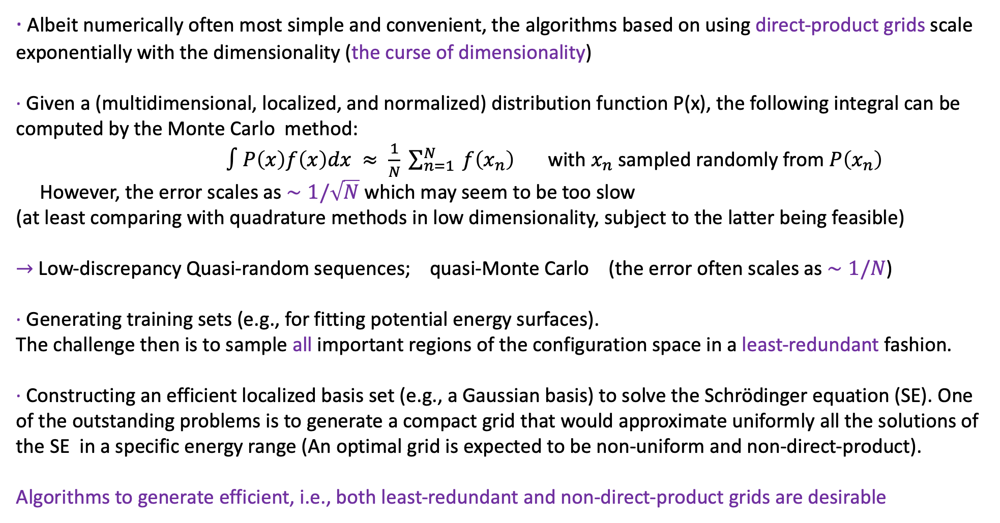 · Albeit numerically often most simple and convenient, the algorithms based on using direct-product grids scale
exponentially with the dimensionality (the curse of dimensionality)
· Given a (multidimensional, localized, and normalized) distribution function P(x), the following integral can be
computed by the Monte Carlo  method:
∫ P(x)f(x)dx ≈ 1/N ∑_{n=1}^{N} f(x_n)    with x_n sampled randomly from P(x_n)
However, the error scales as ~ 1/√N which may seem to be too slow
(at least comparing with quadrature methods in low dimensionality, subject to the latter being feasible)
→ Low-discrepancy Quasi-random sequences;   quasi-Monte Carlo   (the error often scales as ~ 1/N)
· Generating training sets (e.g., for fitting potential energy surfaces).
The challenge then is to sample all important regions of the configuration space in a least-redundant fashion.
· Constructing an efficient localized basis set (e.g., a Gaussian basis) to solve the Schrödinger equation (SE). One
of the outstanding problems is to generate a compact grid that would approximate uniformly all the solutions of
the SE  in a specific energy range (An optimal grid is expected to be non-uniform and non-direct-product).
Algorithms to generate efficient, i.e., both least-redundant and non-direct-product grids are desirable